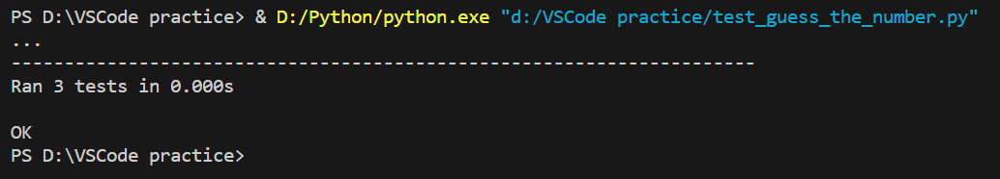 PS D:\VSCode practice> & D:/Python/python.exe "d:/VSCode practice/test_guess_the_number.py"
...
----------------------------------------------------------------------
Ran 3 tests in 0.000s
OK
PS D:\VSCode practice>